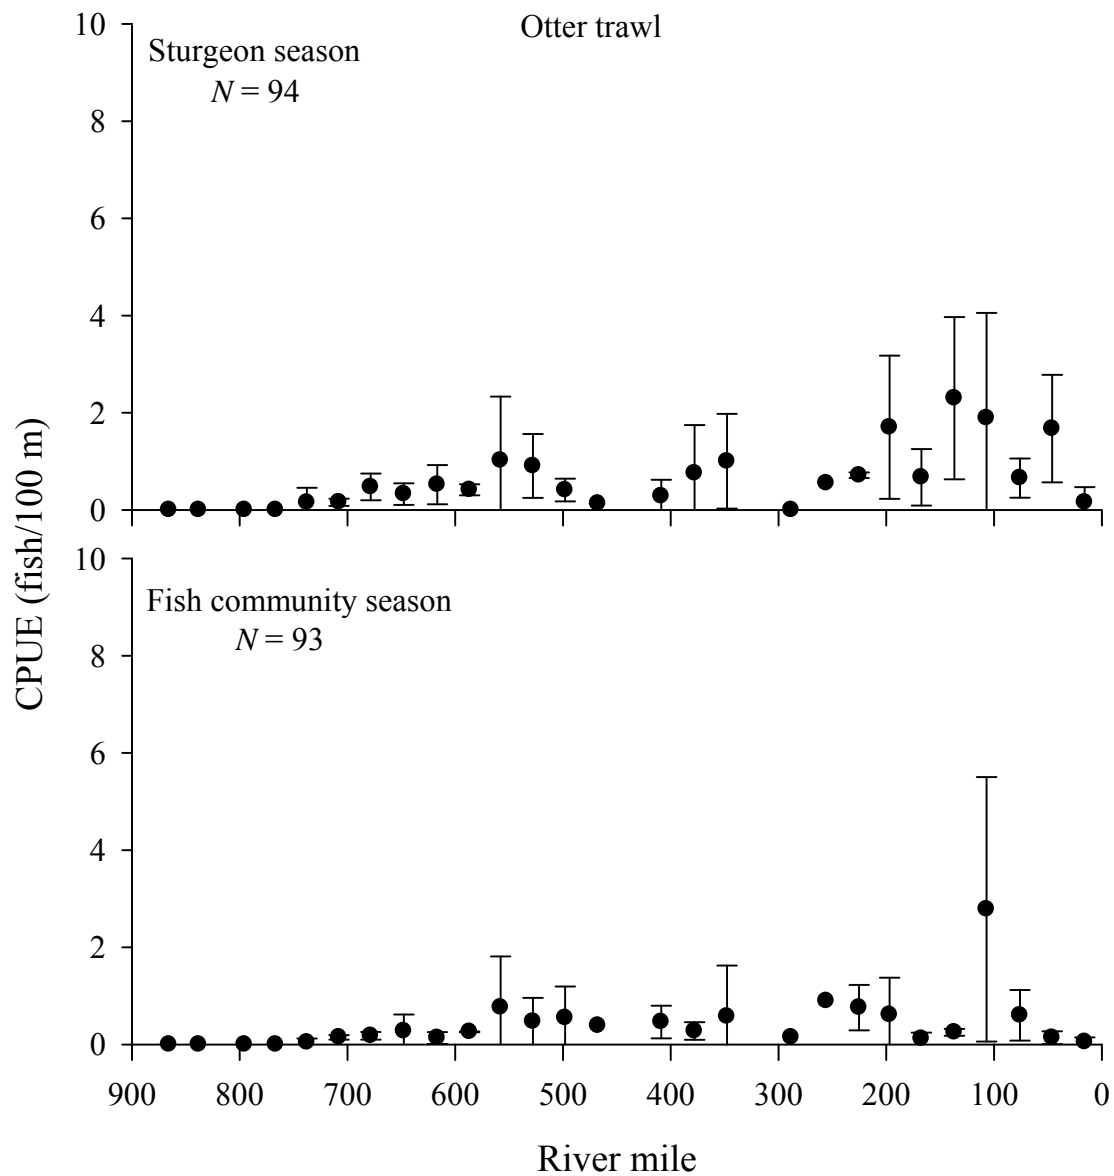 Otter trawl
Sturgeon season
N = 94
10
8
6
4
2
0
CPUE (fish/100 m)
Fish community season
N = 93
10
8
6
4
2
0
900 800 700 600 500 400 300 200 100 0
River mile